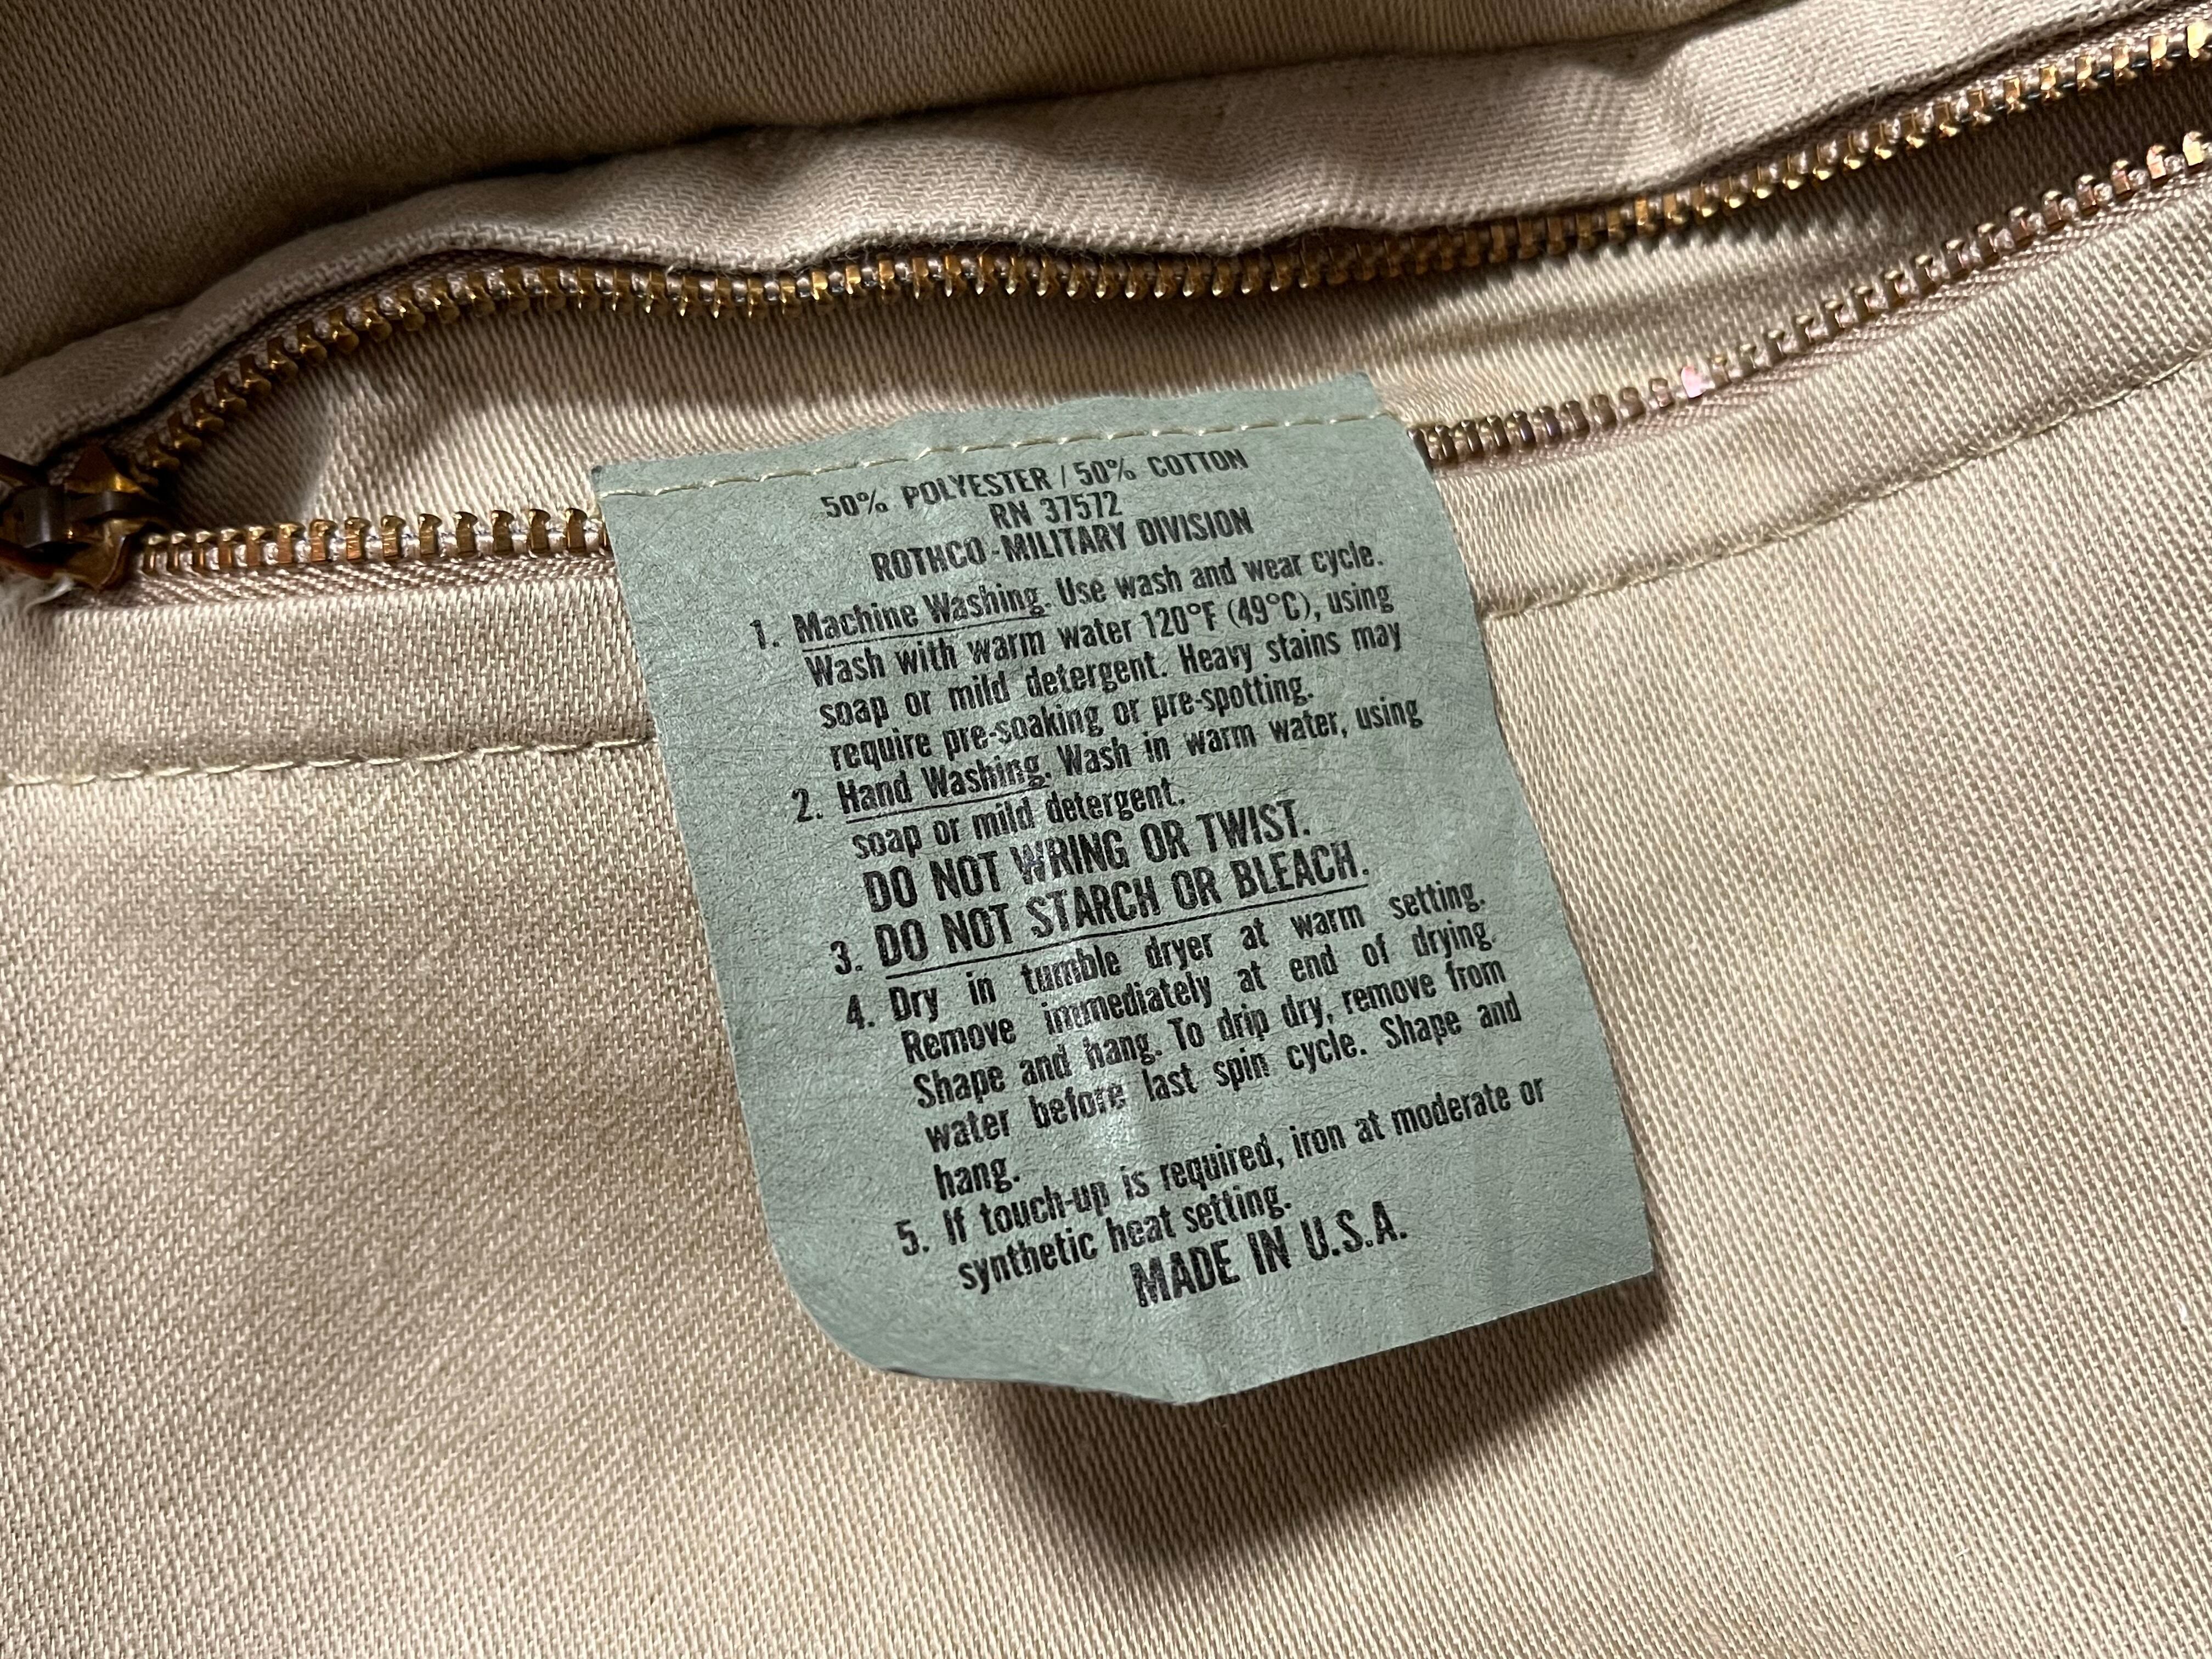 50% POLYESTER / 50% COTTON
RN 37572
ROTHCO-MILITARY DIVISION
1. Machine Washing. Use wash and wear cycle.
Wash with warm water 120°F (49°C), using
soap or mild detergent. Heavy stains may
require pre-soaking or pre-spotting.
2. Hand Washing. Wash in warm water, using
soap or mild detergent.
DO NOT WRING OR TWIST.
3. DO NOT STARCH OR BLEACH.
4. Dry in tumble dryer at warm setting.
Remove immediately at end of drying
Shape and hang. To drip dry, remove from
water before last spin cycle. Shape and
hang.
5. If touch-up is required, iron at moderate or
synthetic heat setting.
MADE IN U.S.A.